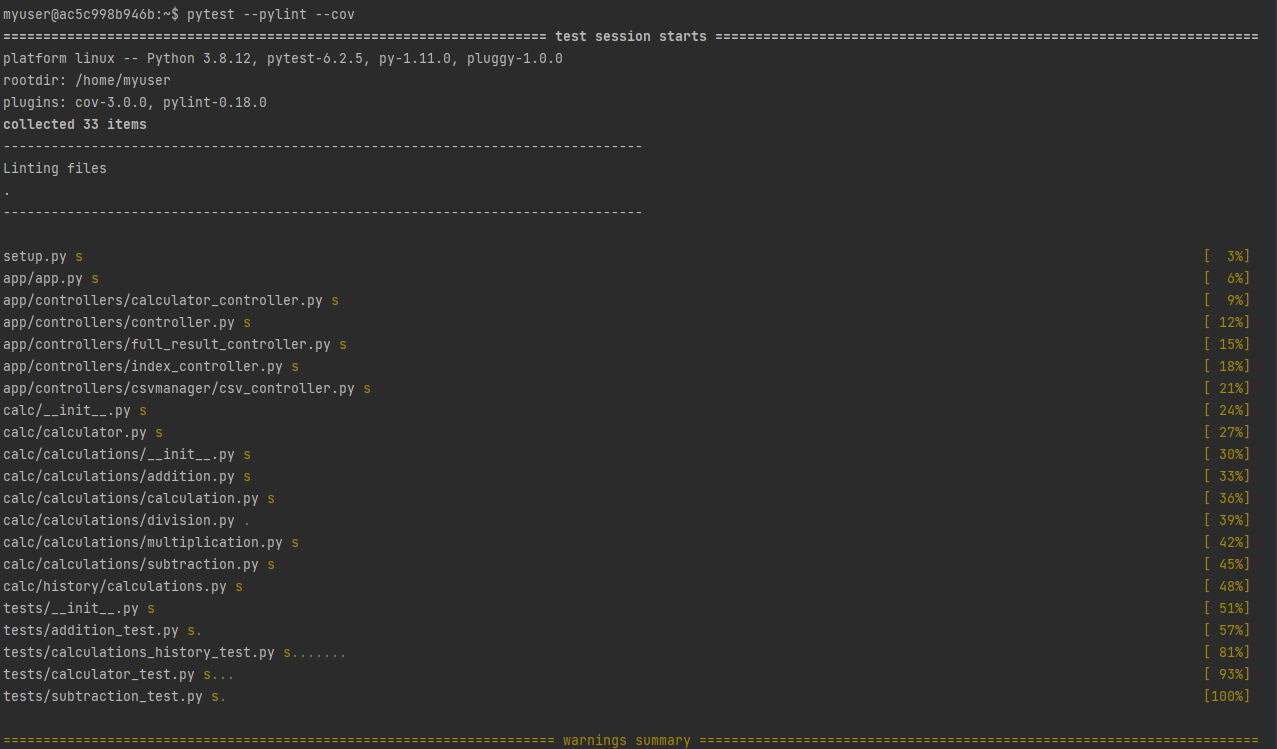 myuser@ac5c998b946b:~$ pytest --pylint --cov
==================================================================== test session starts ====================================================================
platform linux -- Python 3.8.12, pytest-6.2.5, py-1.11.0, pluggy-1.0.0
rootdir: /home/myuser
plugins: cov-3.0.0, pylint-0.18.0
collected 33 items
--------------------------------------------------------------------------------
Linting files
.
--------------------------------------------------------------------------------
setup.py s [  3%]
app/app.py s [  6%]
app/controllers/calculator_controller.py s [  9%]
app/controllers/controller.py s [ 12%]
app/controllers/full_result_controller.py s [ 15%]
app/controllers/index_controller.py s [ 18%]
app/controllers/csvmanager/csv_controller.py s [ 21%]
calc/__init__.py s [ 24%]
calc/calculator.py s [ 27%]
calc/calculations/__init__.py s [ 30%]
calc/calculations/addition.py s [ 33%]
calc/calculations/calculation.py s [ 36%]
calc/calculations/division.py . [ 39%]
calc/calculations/multiplication.py s [ 42%]
calc/calculations/subtraction.py s [ 45%]
calc/history/calculations.py s [ 48%]
tests/__init__.py s [ 51%]
tests/addition_test.py s. [ 57%]
tests/calculations_history_test.py s....... [ 81%]
tests/calculator_test.py s... [ 93%]
tests/subtraction_test.py s. [100%]
===================================================================== warnings summary ======================================================================